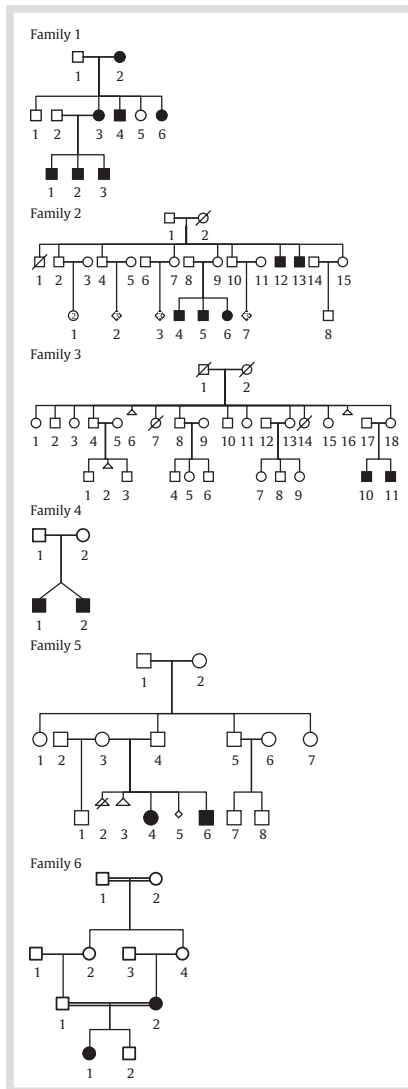 Family 1
1 2
1 2 3 4 5 6
1 2 3
Family 2
1 2
1 2 3 4 5 6 7 8 9 10 11 12 13 14 15
2
1 2 3 4 5 6 7 8
Family 3
1 2
1 2 3 4 5 6 7 8 9 10 11 12 13 14 15 16 17 18
1 2 3 4 5 6 7 8 9 10 11
Family 4
1 2
1 2
Family 5
1 2
1 2 3 4 5 6 7
1 2 3 4 5 6 7 8
Family 6
1 2
1 2 3 4
1 2
1 2